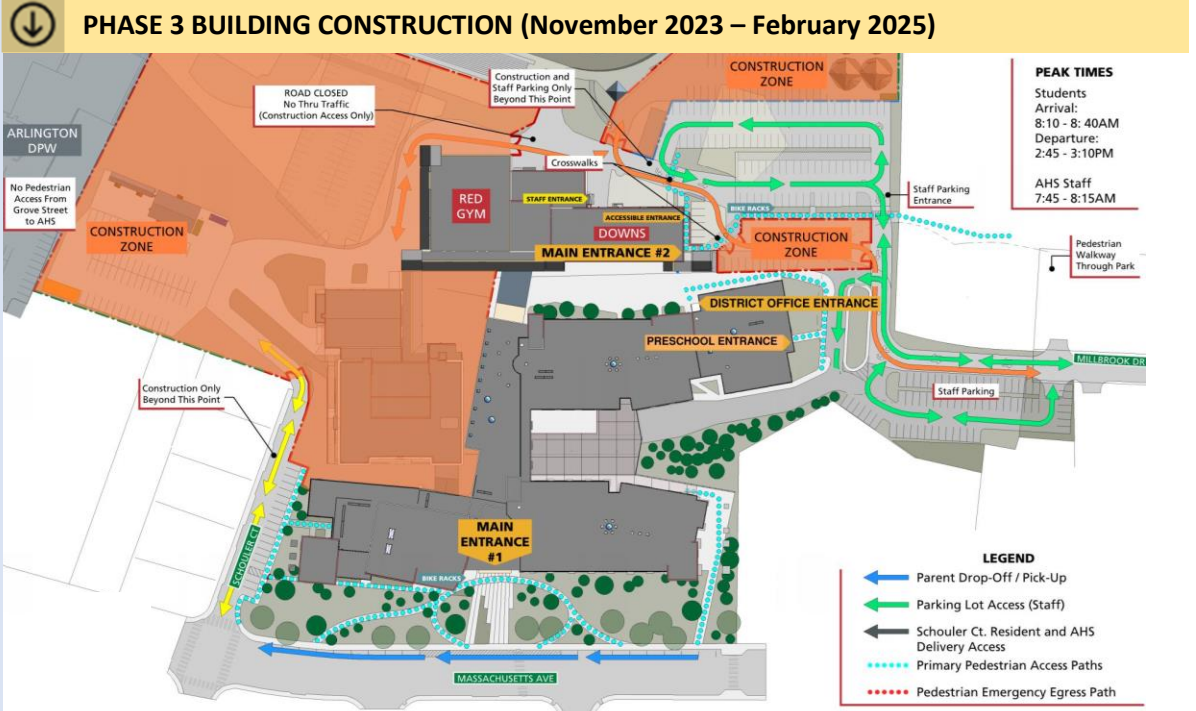 PHASE 3 BUILDING CONSTRUCTION (November 2023 – February 2025)
ROAD CLOSED
No Thru Traffic
(Construction Access Only)
Construction and
Staff Parking Only
Beyond This Point
CONSTRUCTION
ZONE
PEAK TIMES
Students
Arrival:
8:10 - 8: 40AM
Departure:
2:45 - 3:10PM
AHS Staff
7:45 - 8:15AM
ARLINGTON
DPW
No Pedestrian
Access From
Grove Street
to AHS
CONSTRUCTION
ZONE
RED
GYM
Crosswalks
STAFF ENTRANCE
ACCESSIBLE ENTRANCE
DOWNS
MAIN ENTRANCE #2
BIKE RACKS
CONSTRUCTION
ZONE
Staff Parking
Entrance
Pedestrian
Walkway
Through Park
DISTRICT OFFICE ENTRANCE
PRESCHOOL ENTRANCE
MILLBROOK DR
Staff Parking
Construction Only
Beyond This Point
SCHOULER CT
MAIN
ENTRANCE
#1
BIKE RACKS
MASSACHUSETTS AVE
LEGEND
Parent Drop-Off / Pick-Up
Parking Lot Access (Staff)
Schouler Ct. Resident and AHS
Delivery Access
Primary Pedestrian Access Paths
Pedestrian Emergency Egress Path